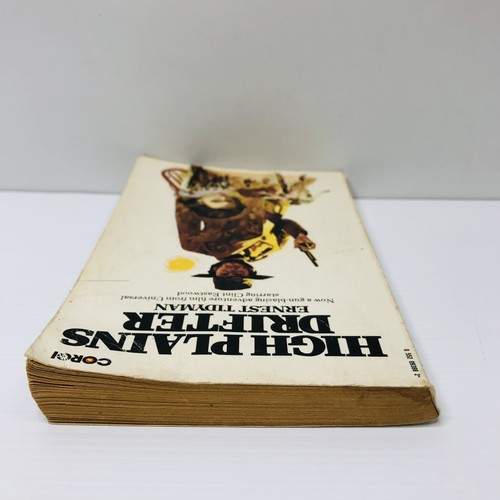 CORGI
HIGH PLAINS
DRIFTER
ERNEST TIDYMAN
Now a gun-blazing adventure film from Universal
starring Clint Eastwood